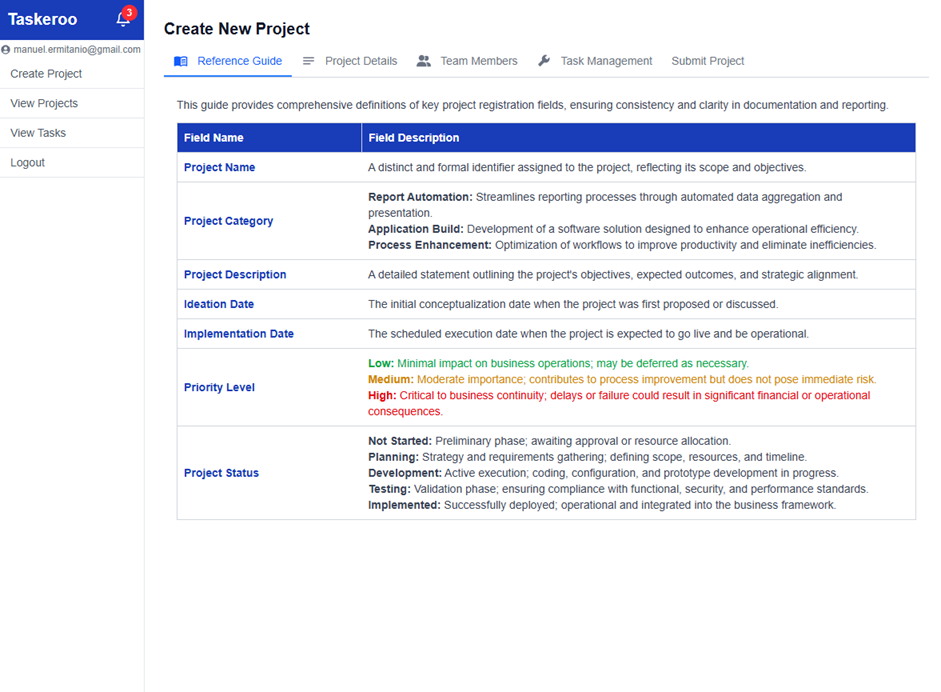 Taskeroo
3
manuel.ermitanio@gmail.com
Create Project
View Projects
View Tasks
Logout
Create New Project
Reference Guide
Project Details
Team Members
Task Management
Submit Project
This guide provides comprehensive definitions of key project registration fields, ensuring consistency and clarity in documentation and reporting.
Field Name
Field Description
Project Name
A distinct and formal identifier assigned to the project, reflecting its scope and objectives.
Project Category
Report Automation: Streamlines reporting processes through automated data aggregation and
presentation.
Application Build: Development of a software solution designed to enhance operational efficiency.
Process Enhancement: Optimization of workflows to improve productivity and eliminate inefficiencies.
Project Description
A detailed statement outlining the project's objectives, expected outcomes, and strategic alignment.
Ideation Date
The initial conceptualization date when the project was first proposed or discussed.
Implementation Date
The scheduled execution date when the project is expected to go live and be operational.
Priority Level
Low: Minimal impact on business operations; may be deferred as necessary.
Medium: Moderate importance; contributes to process improvement but does not pose immediate risk.
High: Critical to business continuity; delays or failure could result in significant financial or operational
consequences.
Project Status
Not Started: Preliminary phase; awaiting approval or resource allocation.
Planning: Strategy and requirements gathering; defining scope, resources, and timeline.
Development: Active execution; coding, configuration, and prototype development in progress.
Testing: Validation phase; ensuring compliance with functional, security, and performance standards.
Implemented: Successfully deployed; operational and integrated into the business framework.